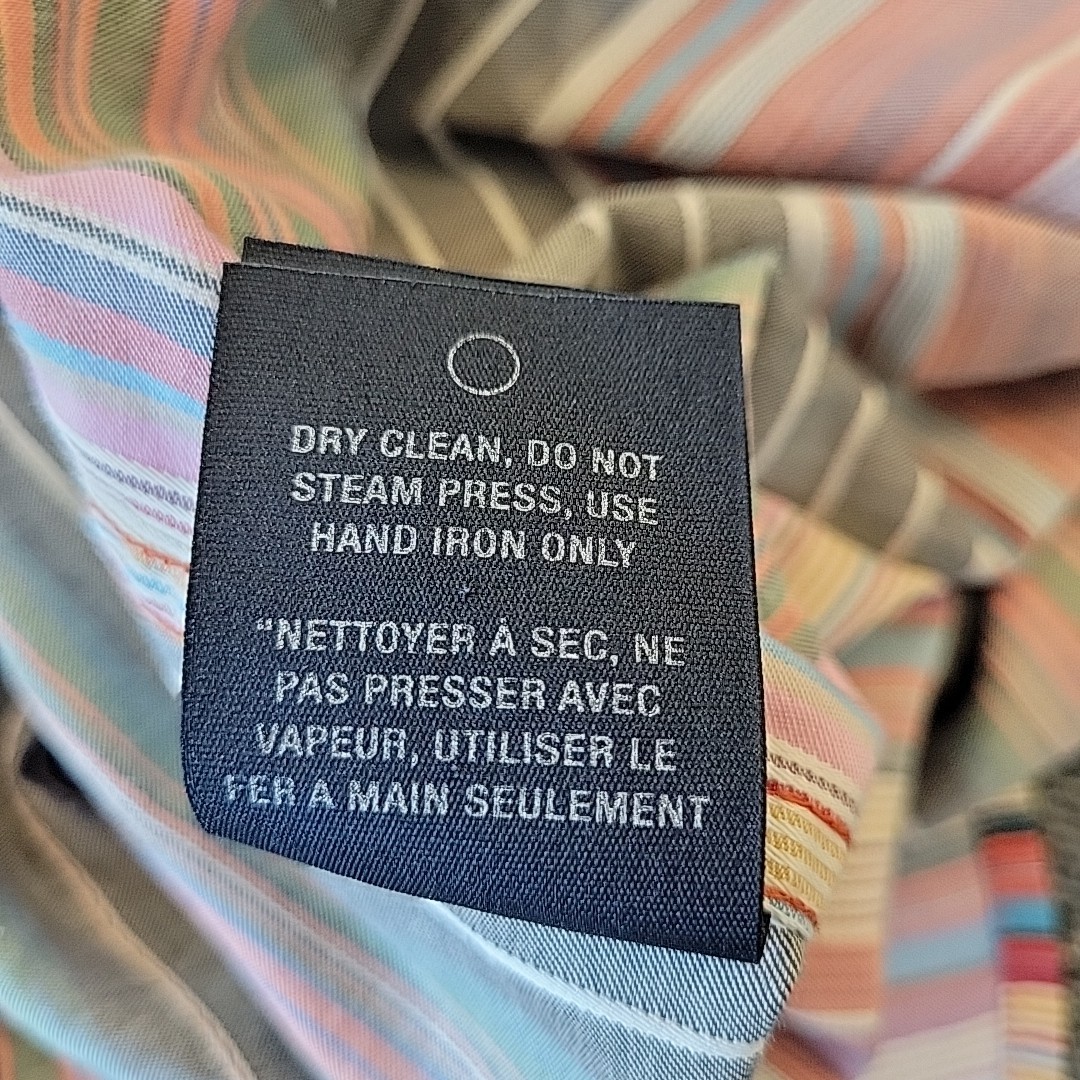 DRY CLEAN, DO NOT
STEAM PRESS, USE
HAND IRON ONLY
“NETTOYER À SEC, NE
PAS PRESSER AVEC
VAPEUR, UTILISER LE
FER A MAIN SEULEMENT